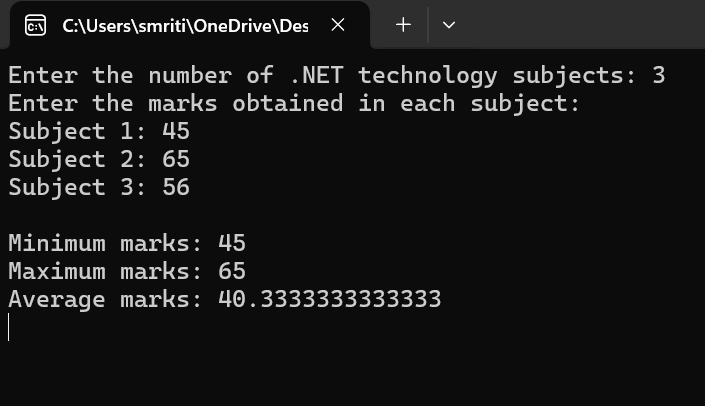 C:\Users\smriti\OneDrive\Des
Enter the number of .NET technology subjects: 3
Enter the marks obtained in each subject:
Subject 1: 45
Subject 2: 65
Subject 3: 56
Minimum marks: 45
Maximum marks: 65
Average marks: 40.3333333333333